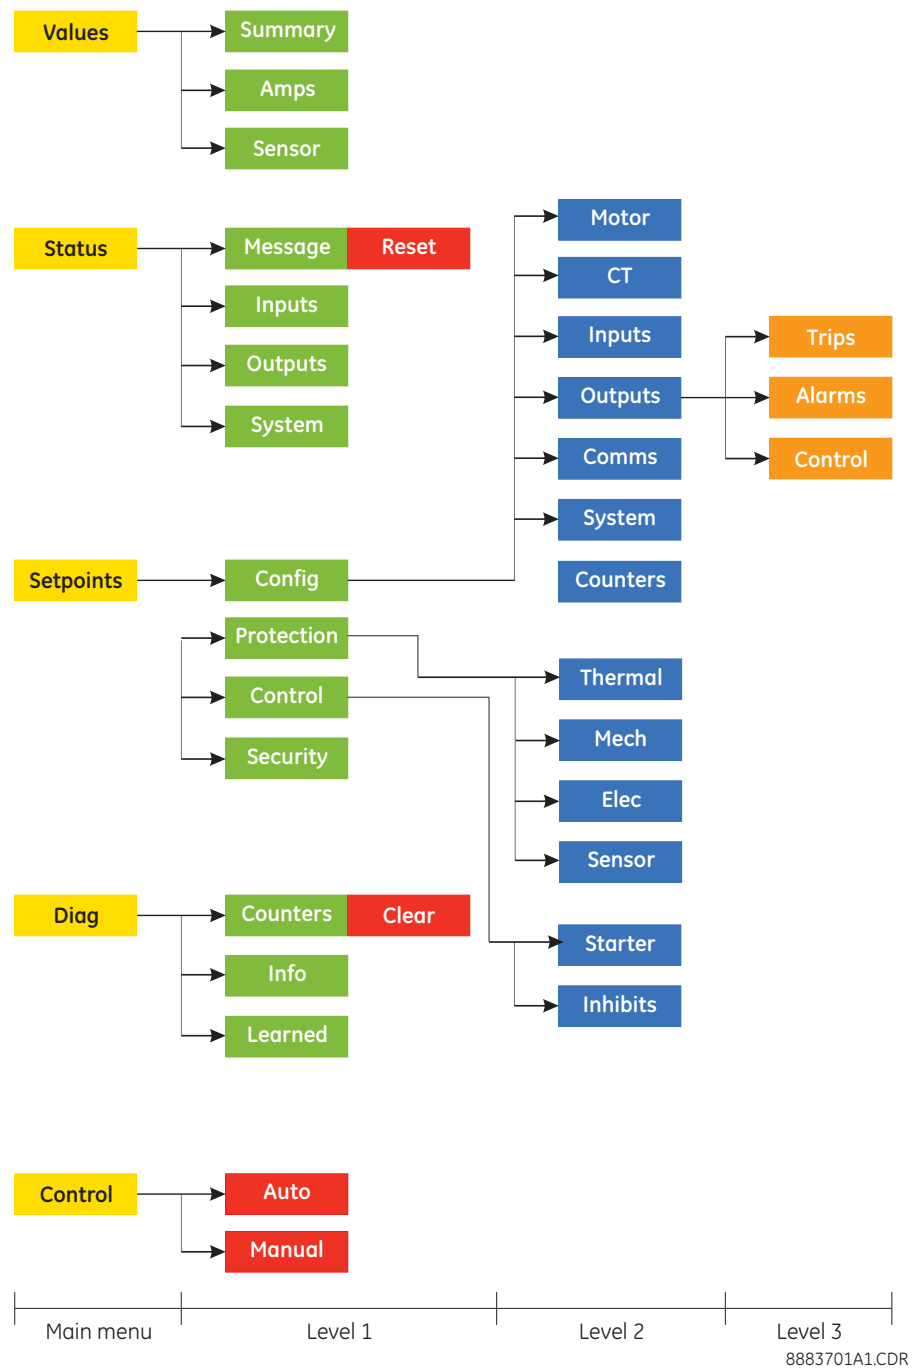 Values
Summary
Amps
Sensor
Status
Message
Reset
Inputs
Outputs
System
Motor
CT
Inputs
Outputs
Comms
System
Counters
Trips
Alarms
Control
Setpoints
Config
Protection
Control
Security
Thermal
Mech
Elec
Sensor
Diag
Counters
Clear
Info
Learned
Starter
Inhibits
Control
Auto
Manual
Main menu
Level 1
Level 2
Level 3
8883701A1.CDR